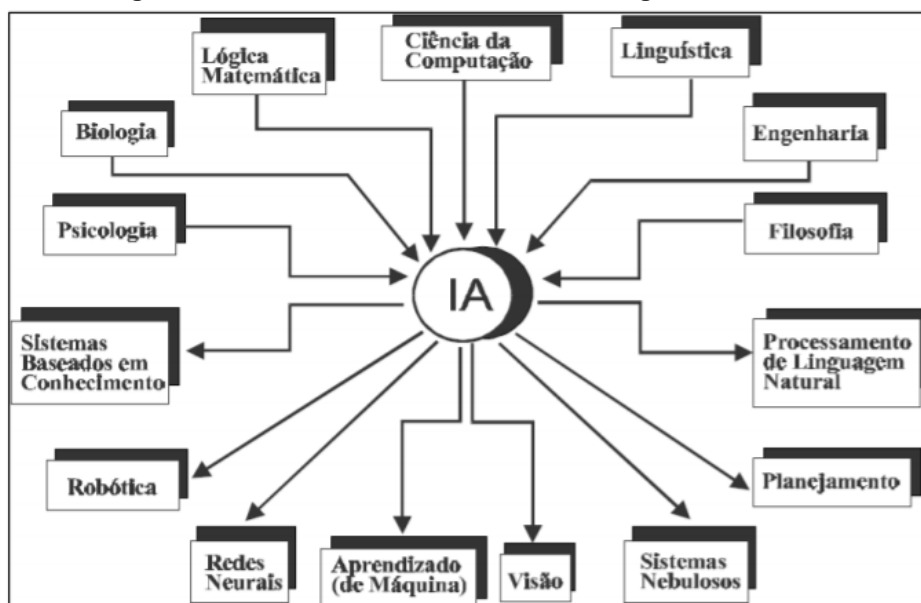 Lógica
Matemática
Ciência da
Computação
Linguística
Biologia
Engenharia
Psicologia
Filosofia
IA
Sistemas
Baseados em
Conhecimento
Processamento
de Linguagem
Natural
Robótica
Planejamento
Redes
Neurais
Aprendizado
(de Máquina)
Visão
Sistemas
Nebulosos